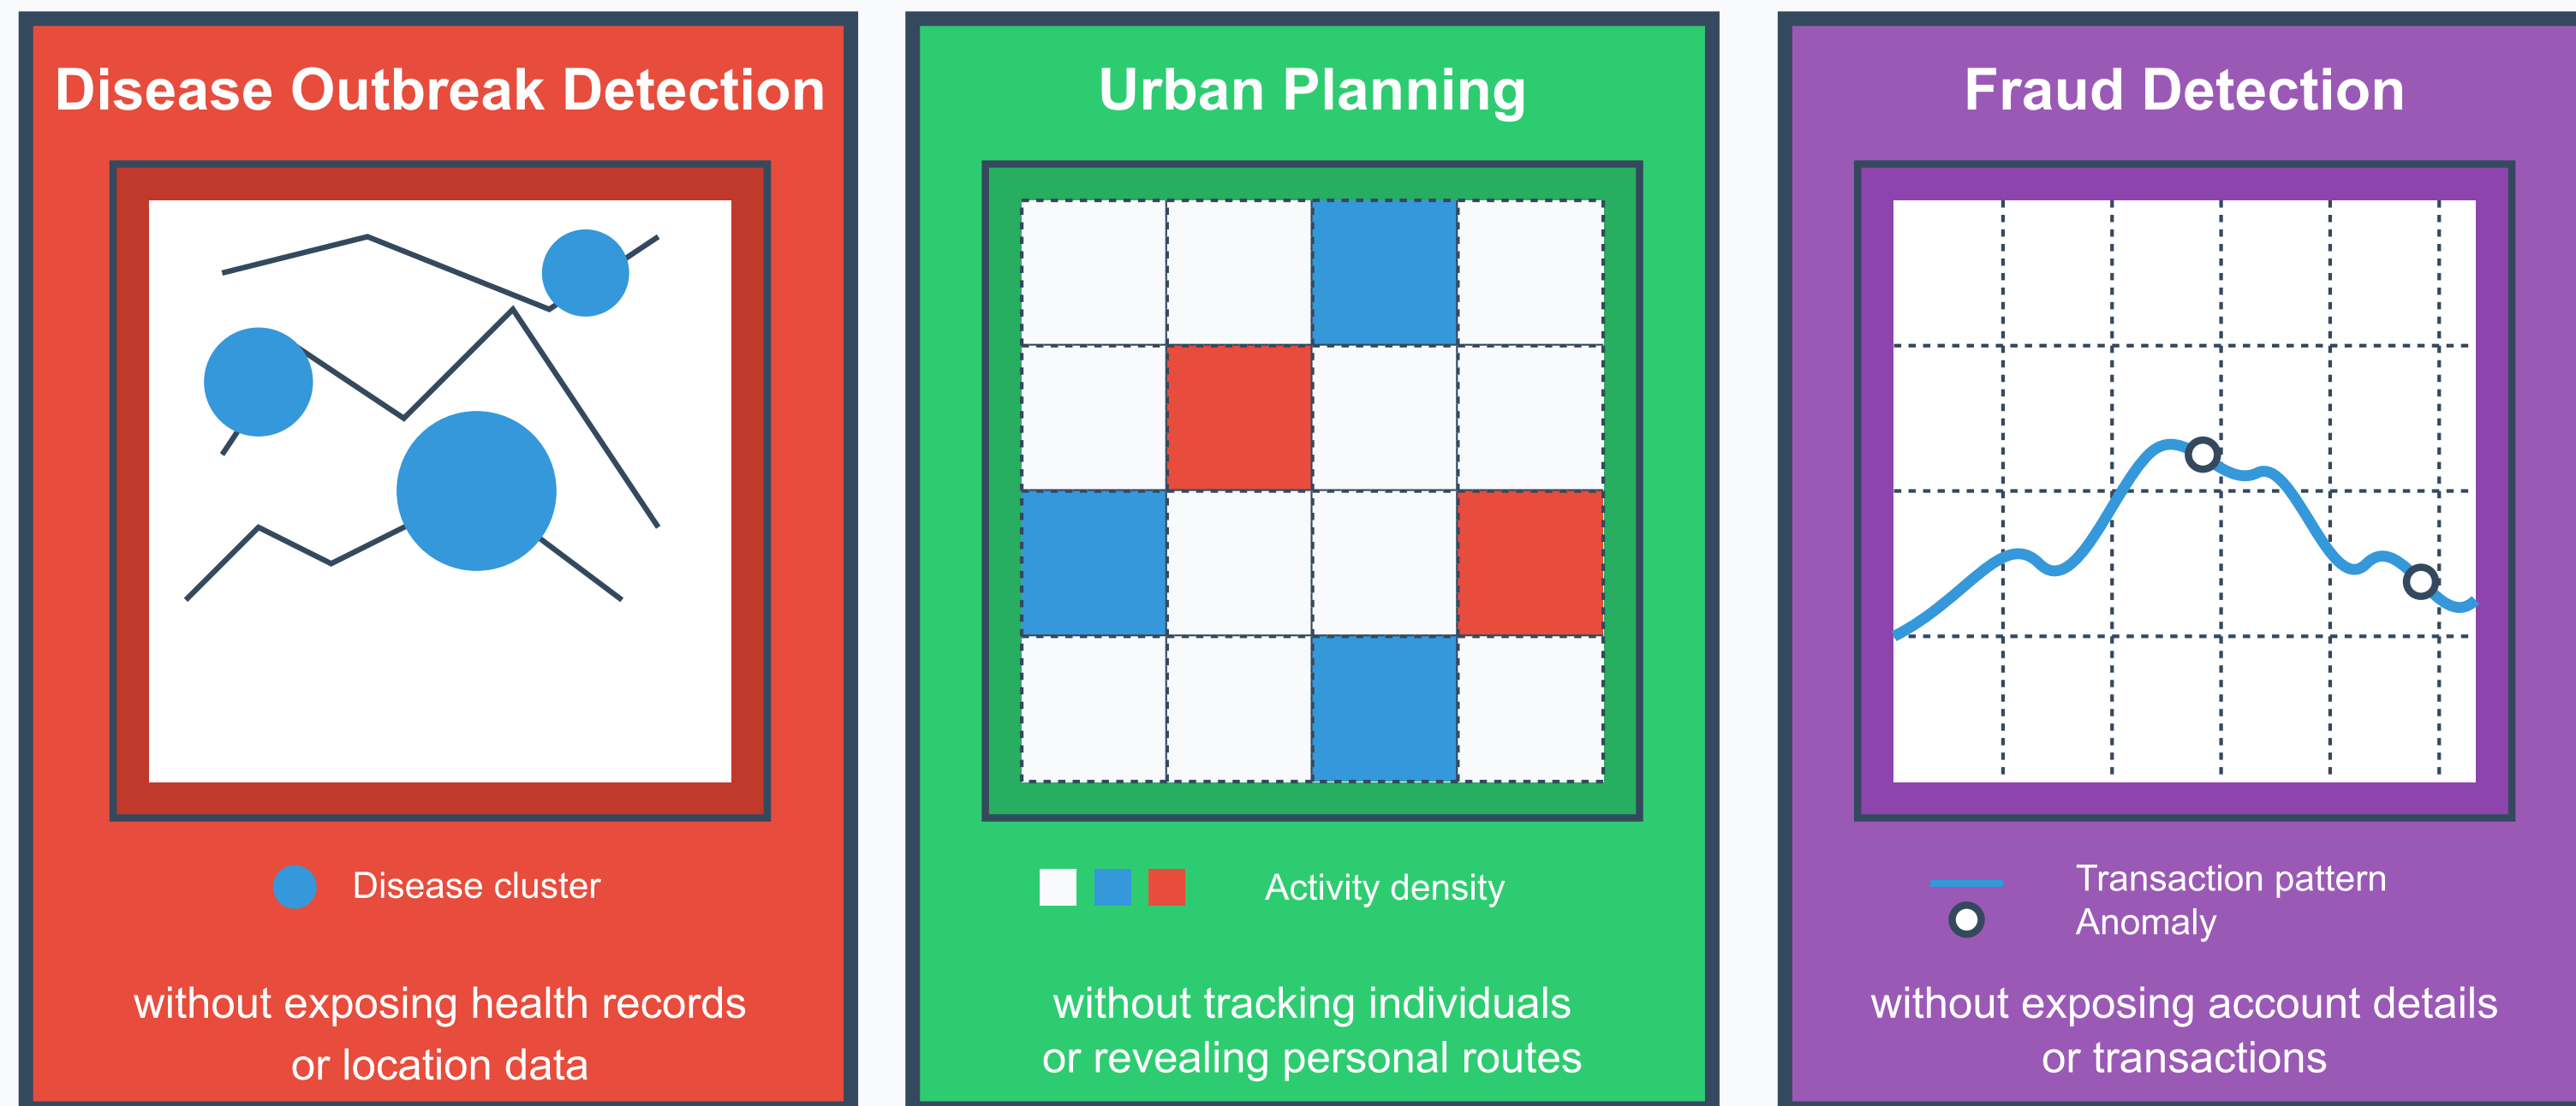 Disease Outbreak Detection
Disease cluster
without exposing health records
or location data
Urban Planning
Activity density
without tracking individuals
or revealing personal routes
Fraud Detection
Transaction pattern
Anomaly
without exposing account details
or transactions